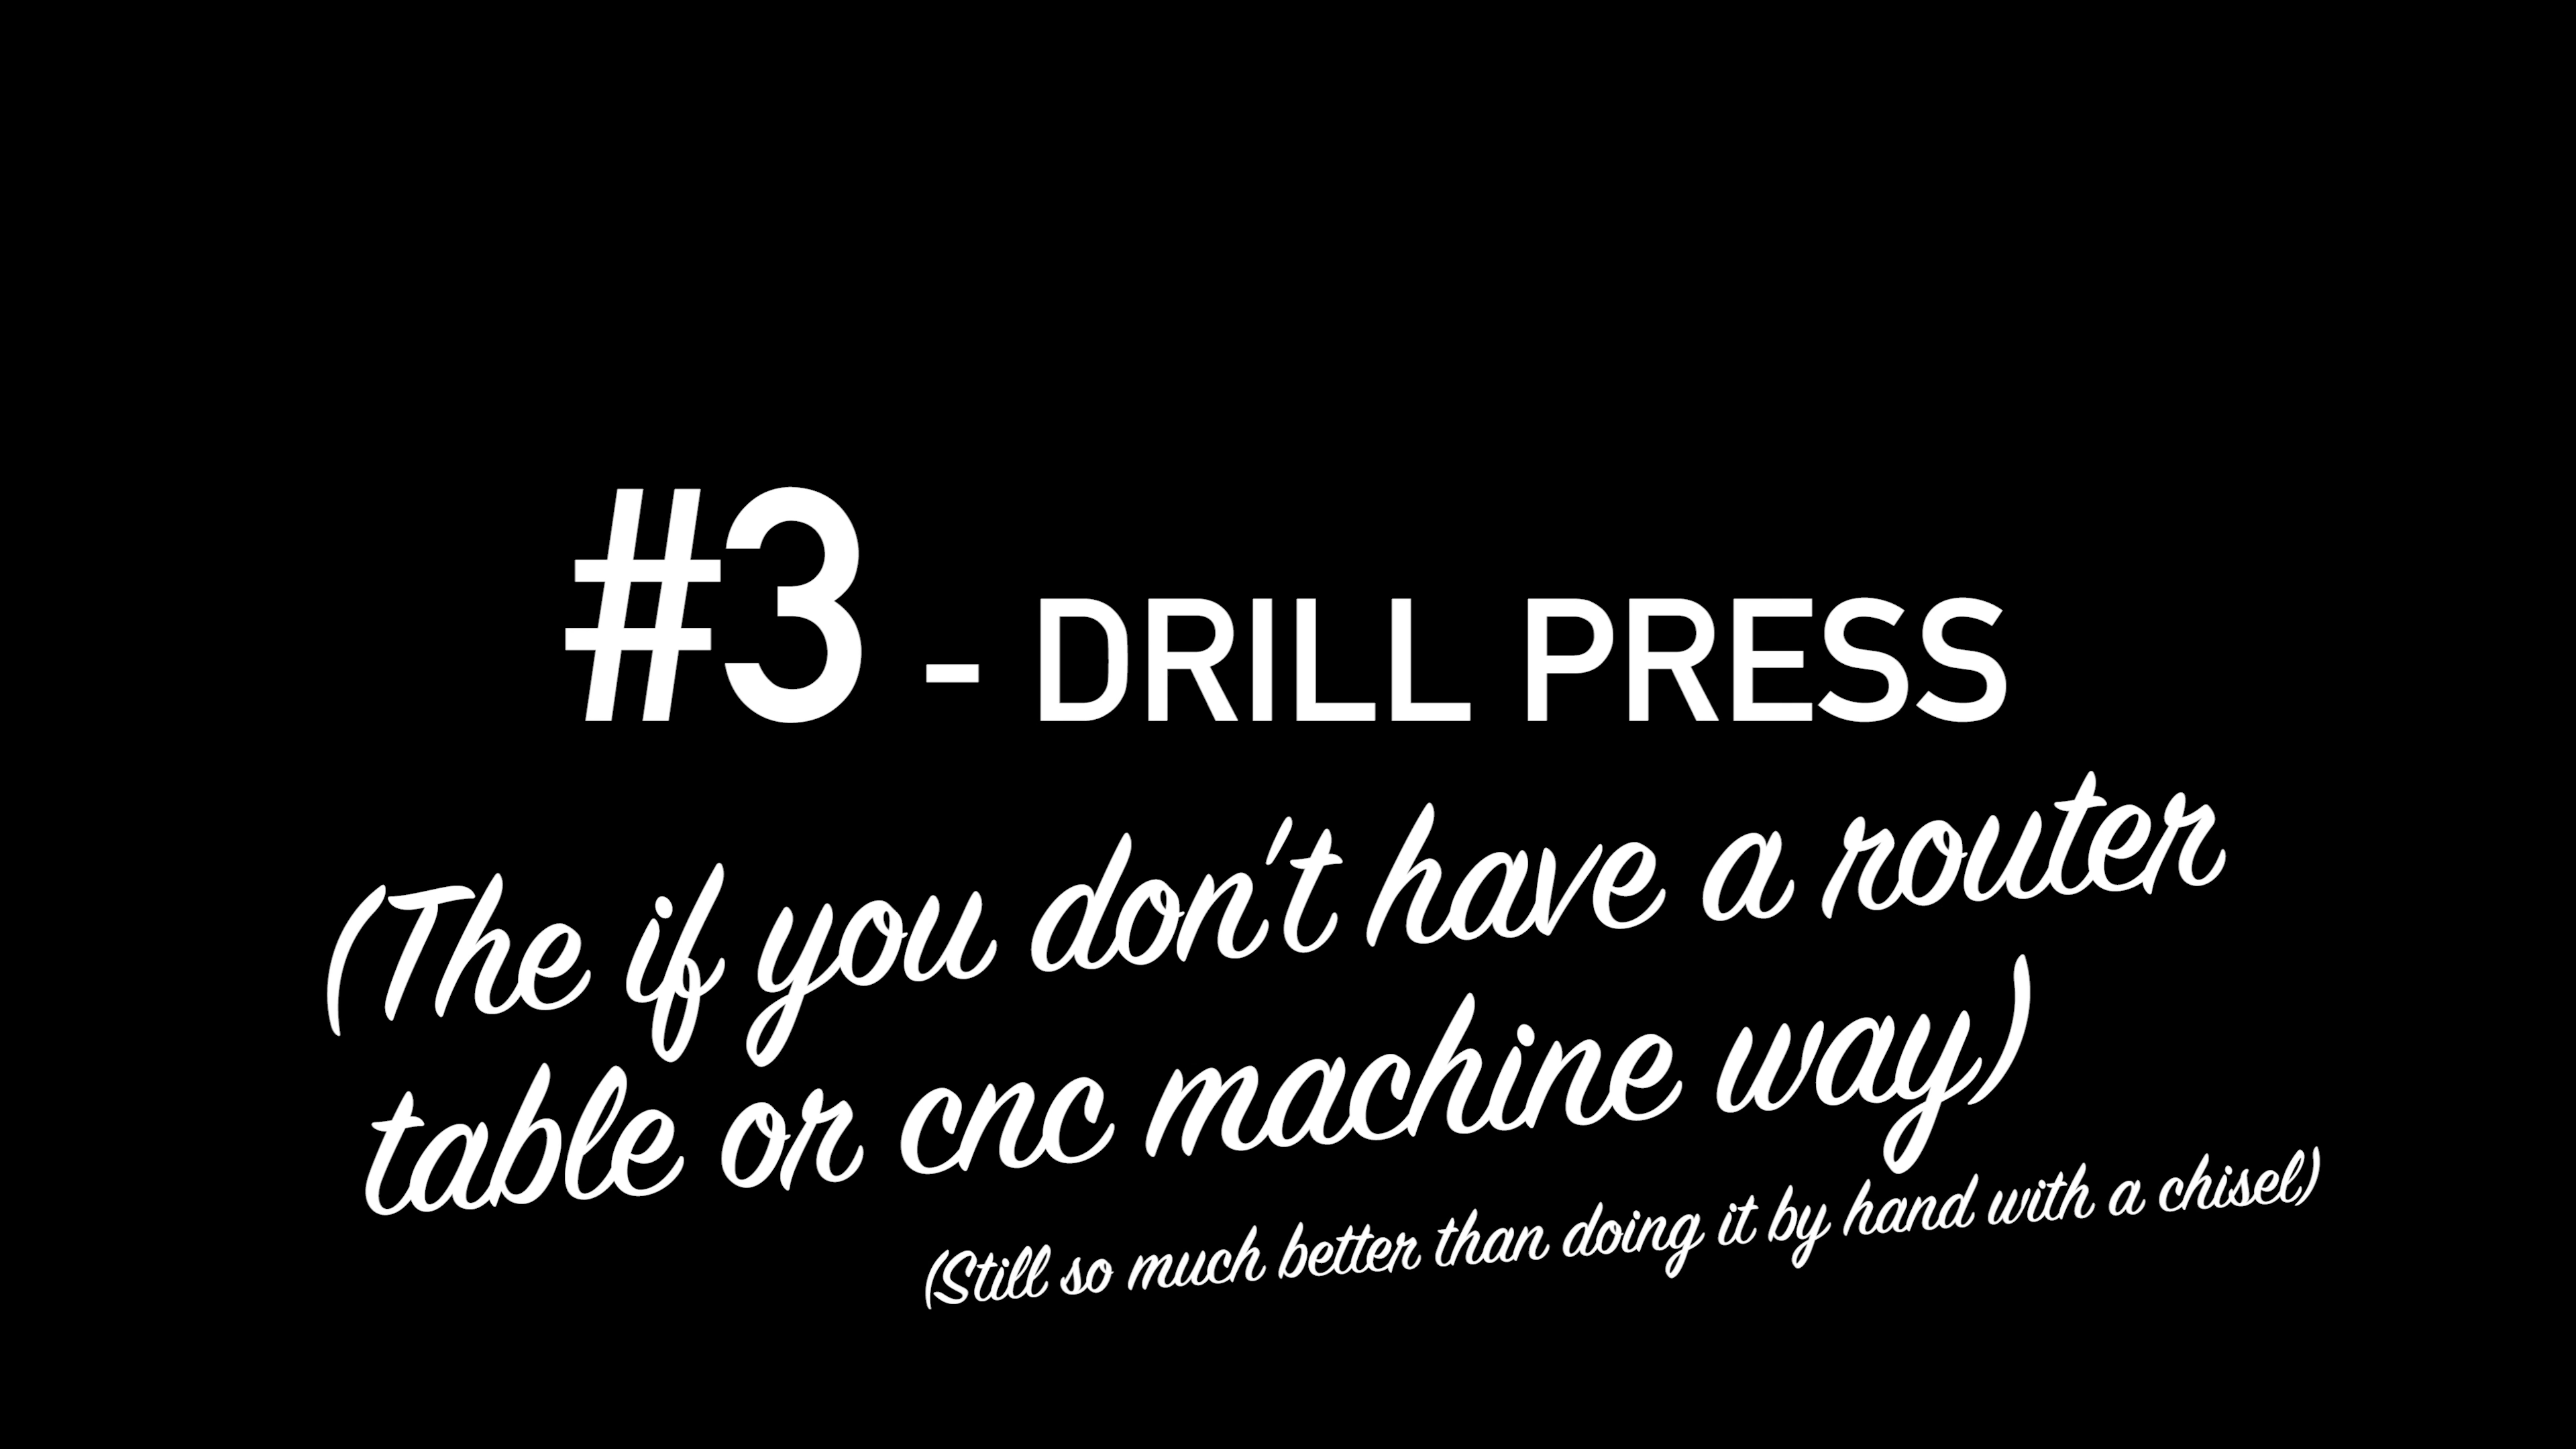 #3 - DRILL PRESS
(The if you don't have a router
table or cnc machine way)
(Still so much better than doing it by hand with a chisel)